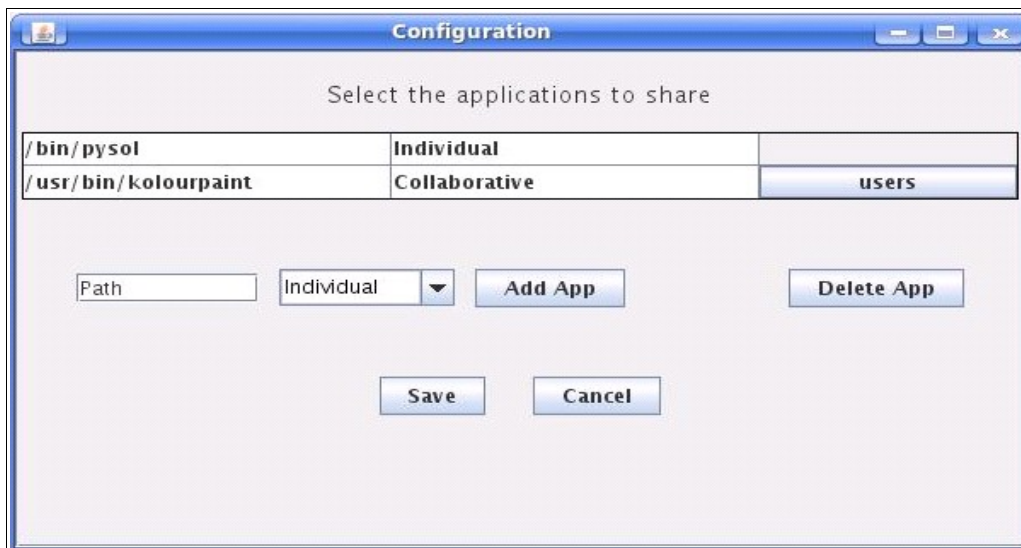 Configuration
Select the applications to share
/bin/pysol Individual
/usr/bin/kolourpaint Collaborative users
Path Individual Add App Delete App
Save Cancel